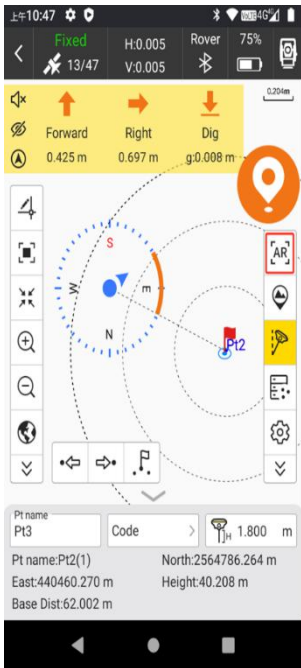 上午10:47
VoLTE 4G
Fixed
13/47
H:0.005
V:0.005
Rover
75%
Forward
0.425 m
Right
0.697 m
Dig
g:0.008 m
0.204m
S
W
m
N
AR
Pt2
Pt name
Pt3
Code
H
1.800 m
Pt name:Pt2(1)
North:2564786.264 m
East:440460.270 m
Height:40.208 m
Base Dist:62.002 m